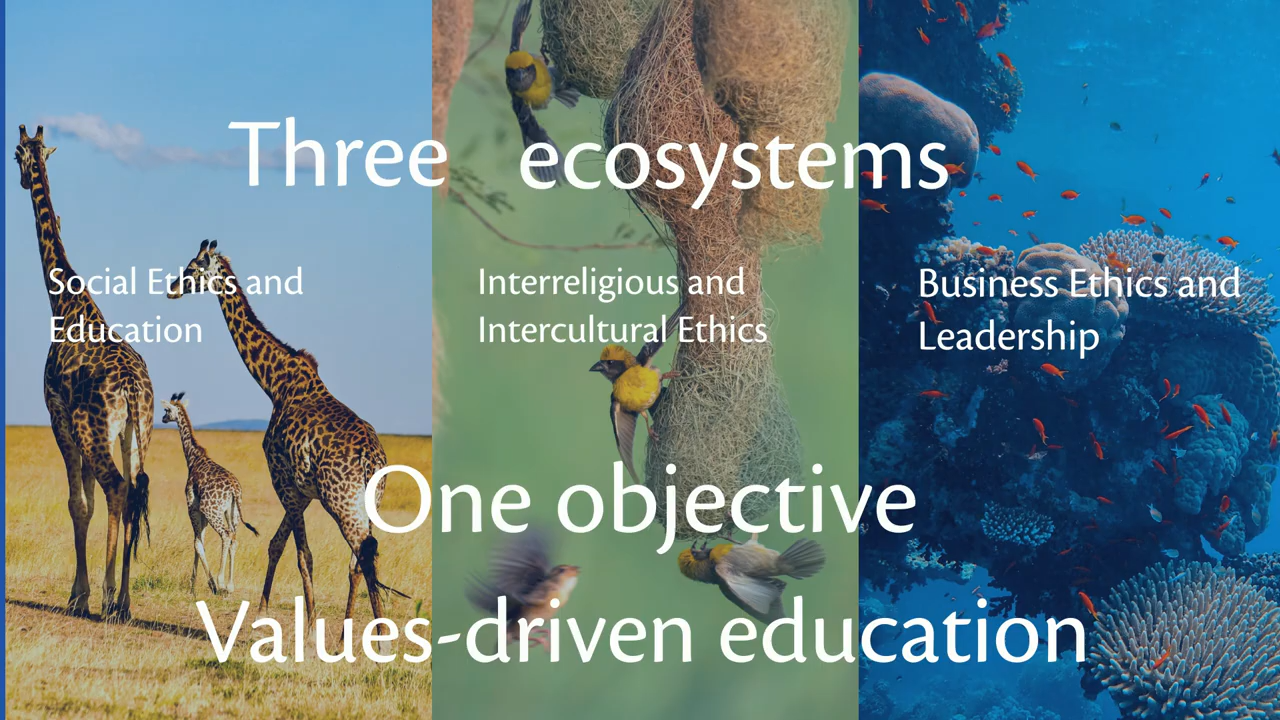 Three ecosystems
Social Ethics and
Education
Interreligious and
Intercultural Ethics
Business Ethics and
Leadership
One objective
Values-driven education